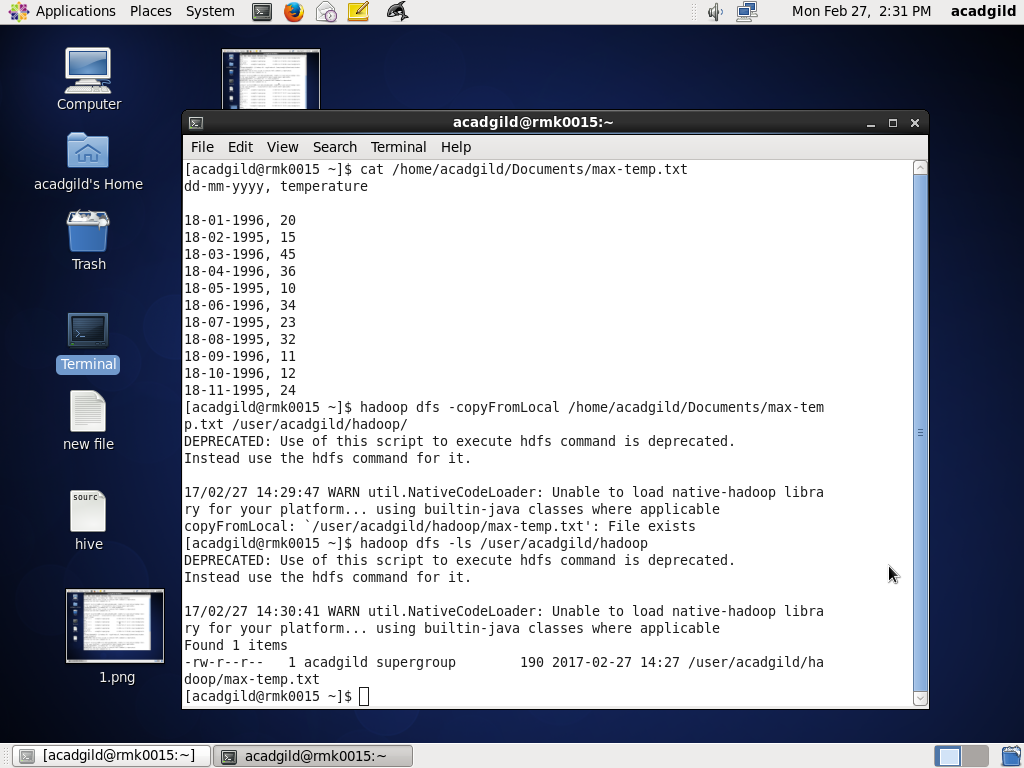 Applications Places System Mon Feb 27, 2:31 PM acadgild
Computer
acadgild's Home
Trash
Terminal
new file
sourc
hive
1.png
acadgild@rmk0015:~
File Edit View Search Terminal Help
[acadgild@rmk0015 ~]$ cat /home/acadgild/Documents/max-temp.txt
dd-mm-yyyy, temperature
18-01-1996, 20
18-02-1995, 15
18-03-1996, 45
18-04-1996, 36
18-05-1995, 10
18-06-1996, 34
18-07-1995, 23
18-08-1995, 32
18-09-1996, 11
18-10-1996, 12
18-11-1995, 24
[acadgild@rmk0015 ~]$ hadoop dfs -copyFromLocal /home/acadgild/Documents/max-tem
p.txt /user/acadgild/hadoop/
DEPRECATED: Use of this script to execute hdfs command is deprecated.
Instead use the hdfs command for it.
17/02/27 14:29:47 WARN util.NativeCodeLoader: Unable to load native-hadoop libra
ry for your platform... using builtin-java classes where applicable
copyFromLocal: `/user/acadgild/hadoop/max-temp.txt': File exists
[acadgild@rmk0015 ~]$ hadoop dfs -ls /user/acadgild/hadoop
DEPRECATED: Use of this script to execute hdfs command is deprecated.
Instead use the hdfs command for it.
17/02/27 14:30:41 WARN util.NativeCodeLoader: Unable to load native-hadoop libra
ry for your platform... using builtin-java classes where applicable
Found 1 items
-rw-r--r--   1 acadgild supergroup        190 2017-02-27 14:27 /user/acadgild/ha
doop/max-temp.txt
[acadgild@rmk0015 ~]$
[acadgild@rmk0015:~] acadgild@rmk0015:~